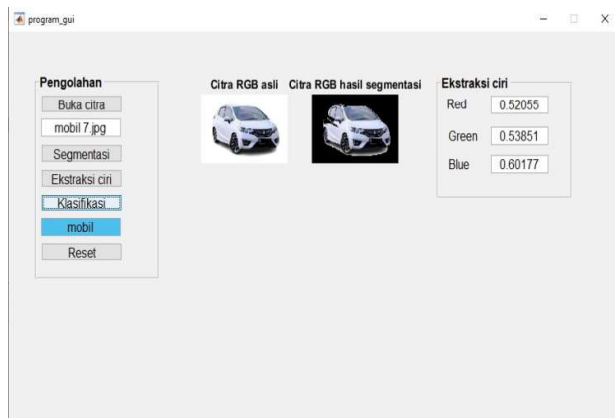 program_gui
Pengolahan
Buka citra
mobil 7.jpg
Segmentasi
Ekstraksi ciri
Klasifikasi
mobil
Reset
Citra RGB asli
Citra RGB hasil segmentasi
Ekstraksi ciri
Red 0.52055
Green 0.53851
Blue 0.60177